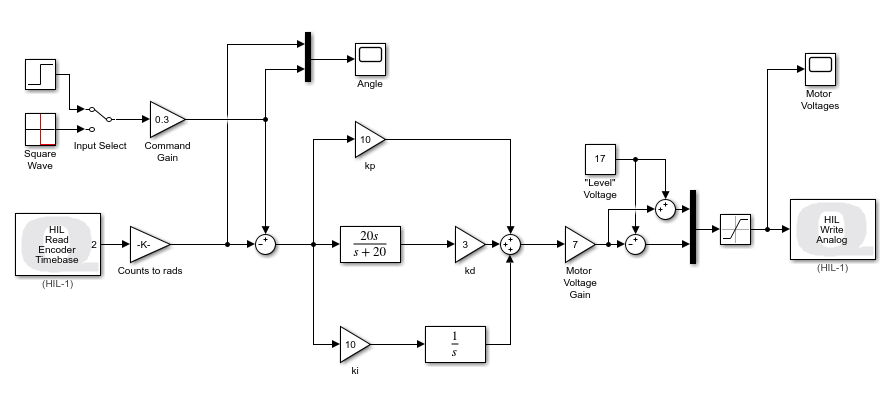 Angle
0.3
Input Select
Command
Gain
Square
Wave
Motor
Voltages
10
kp
17
"Level"
Voltage
HIL
Read
Encoder
Timebase
2
(HIL-1)
-K-
Counts to rads
20s
s + 20
3
kd
7
Motor
Voltage
Gain
HIL
Write
Analog
(HIL-1)
10
ki
1
s